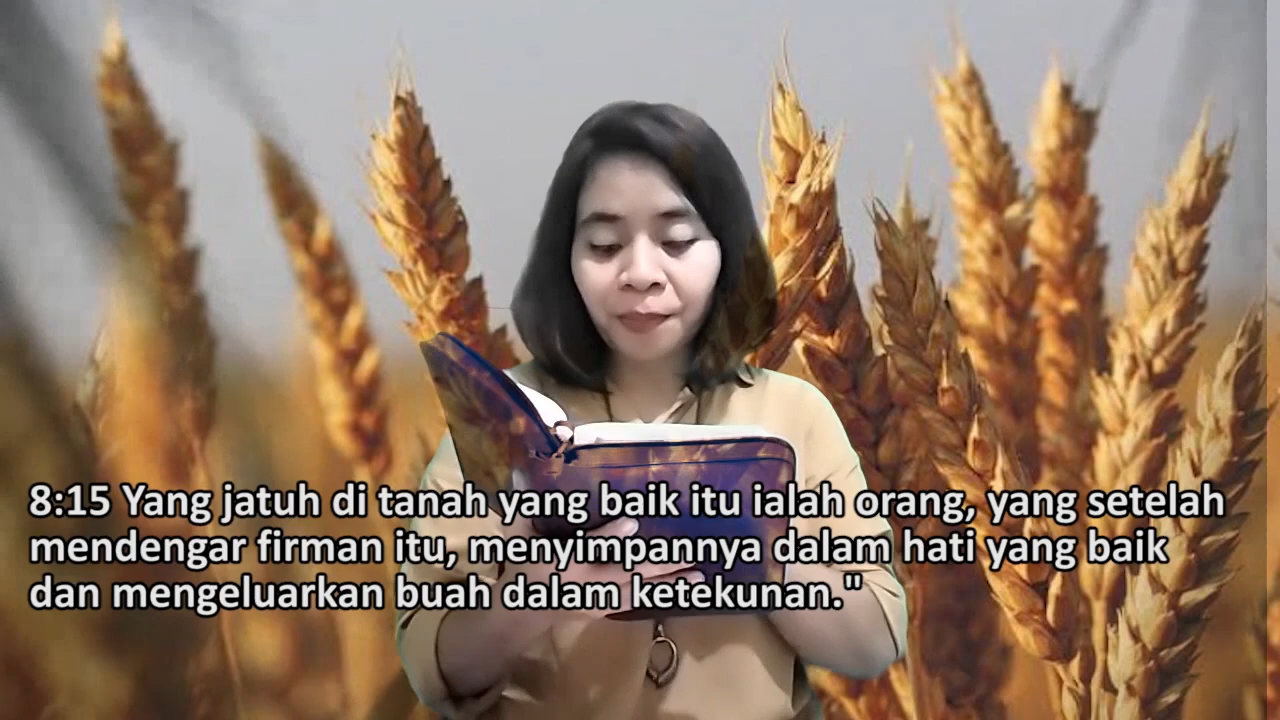 8:15 Yang jatuh di tanah yang baik itu ialah orang, yang setelah
mendengar firman itu, menyimpannya dalam hati yang baik
dan mengeluarkan buah dalam ketekunan."